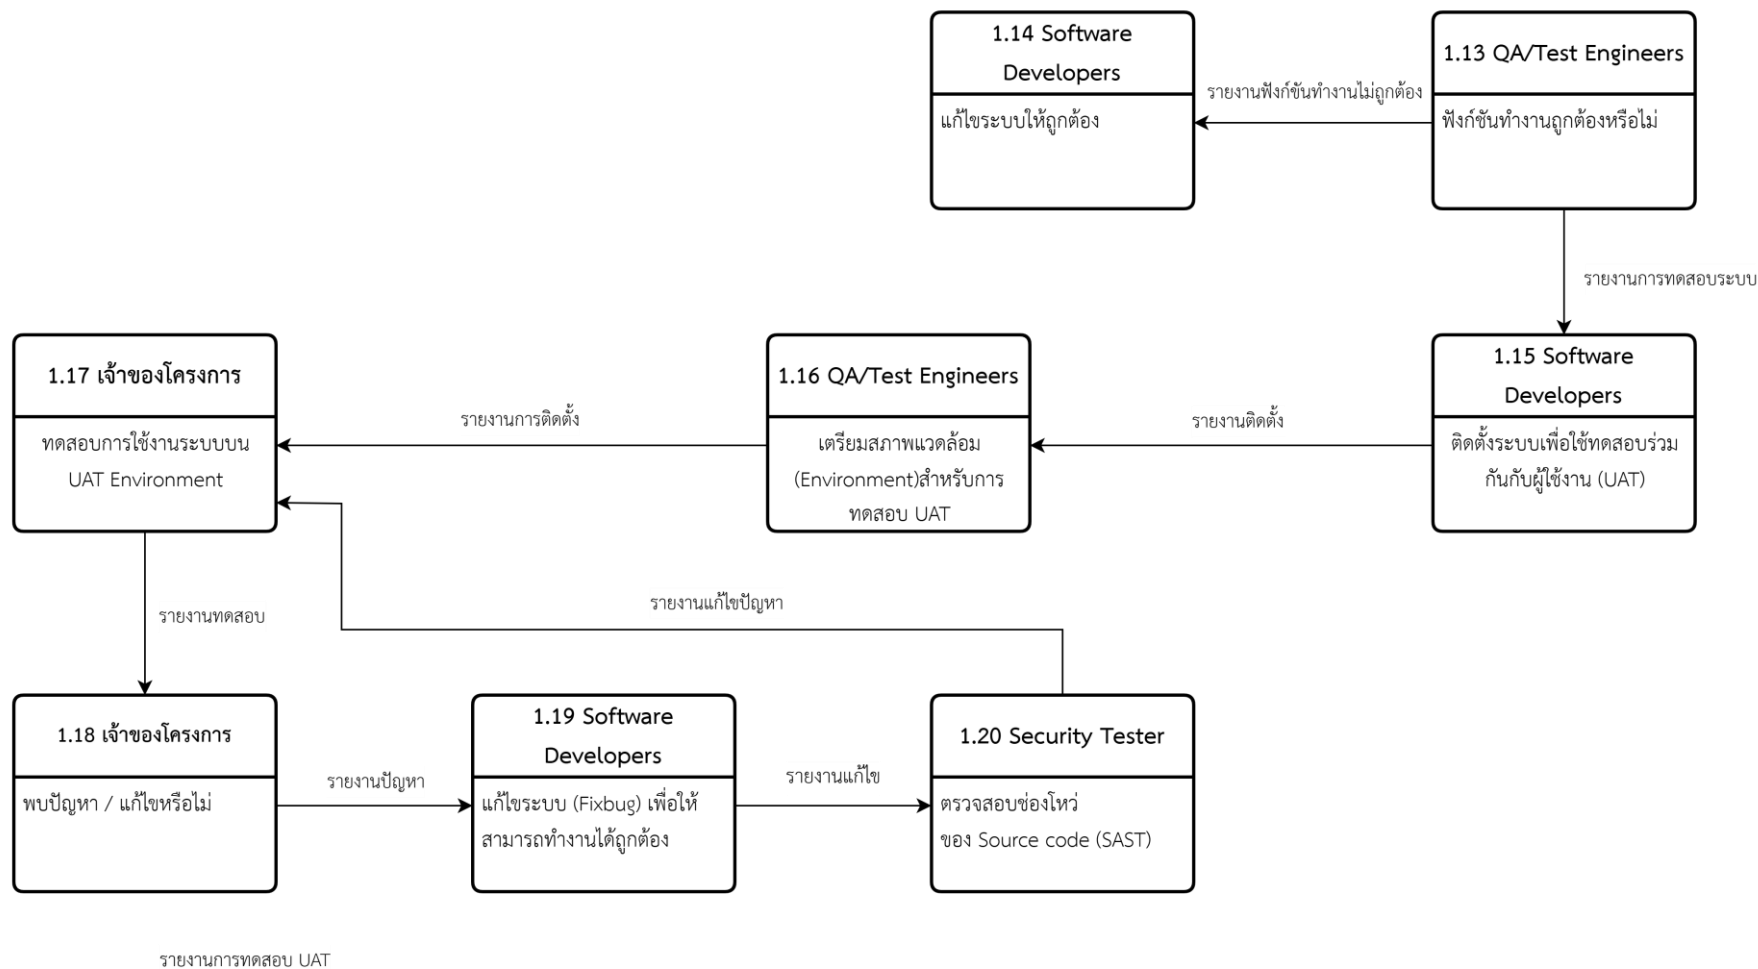 1.14 Software
Developers
แก้ไขระบบให้ถูกต้อง
รายงานฟังก์ขันทำงานไม่ถูกต้อง
1.13 QA/Test Engineers
ฟังก์ชันทำงานถูกต้องหรือไม่
รายงานการทดสอบระบบ
1.17 เจ้าของโครงการ
ทดสอบการใช้งานระบบบน
UAT Environment
รายงานการติดตั้ง
1.16 QA/Test Engineers
เตรียมสภาพแวดล้อม
(Environment)สำหรับการ
ทดสอบ UAT
รายงานติดตั้ง
1.15 Software
Developers
ติดตั้งระบบเพื่อใช้ทดสอบร่วม
กันกับผู้ใช้งาน (UAT)
รายงานแก้ไขปัญหา
รายงานทดสอบ
1.18 เจ้าของโครงการ
พบปัญหา / แก้ไขหรือไม่
รายงานปัญหา
1.19 Software
Developers
แก้ไขระบบ (Fixbug) เพื่อให้
สามารถทำงานได้ถูกต้อง
รายงานแก้ไข
1.20 Security Tester
ตรวจสอบช่องโหว่
ของ Source code (SAST)
รายงานการทดสอบ UAT